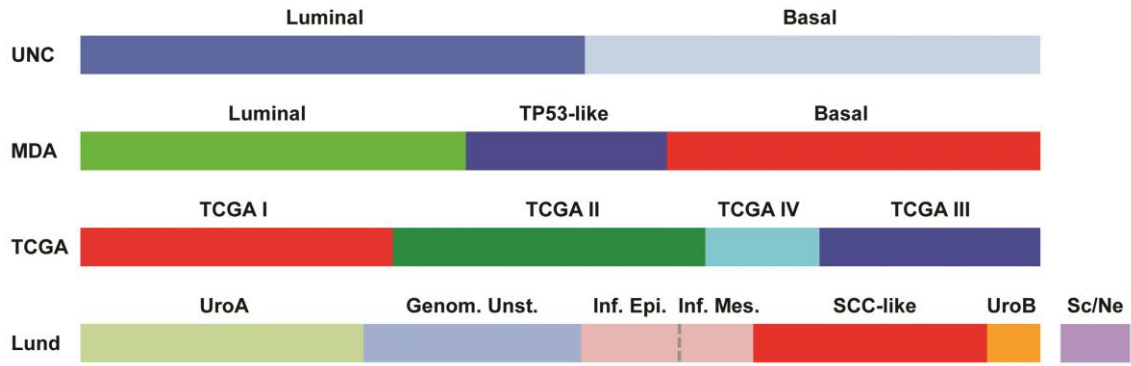 Luminal Basal
UNC
Luminal TP53-like Basal
MDA
TCGA I TCGA II TCGA IV TCGA III
TCGA
UroA Genom. Unst. Inf. Epi. Inf. Mes. SCC-like UroB Sc/Ne
Lund